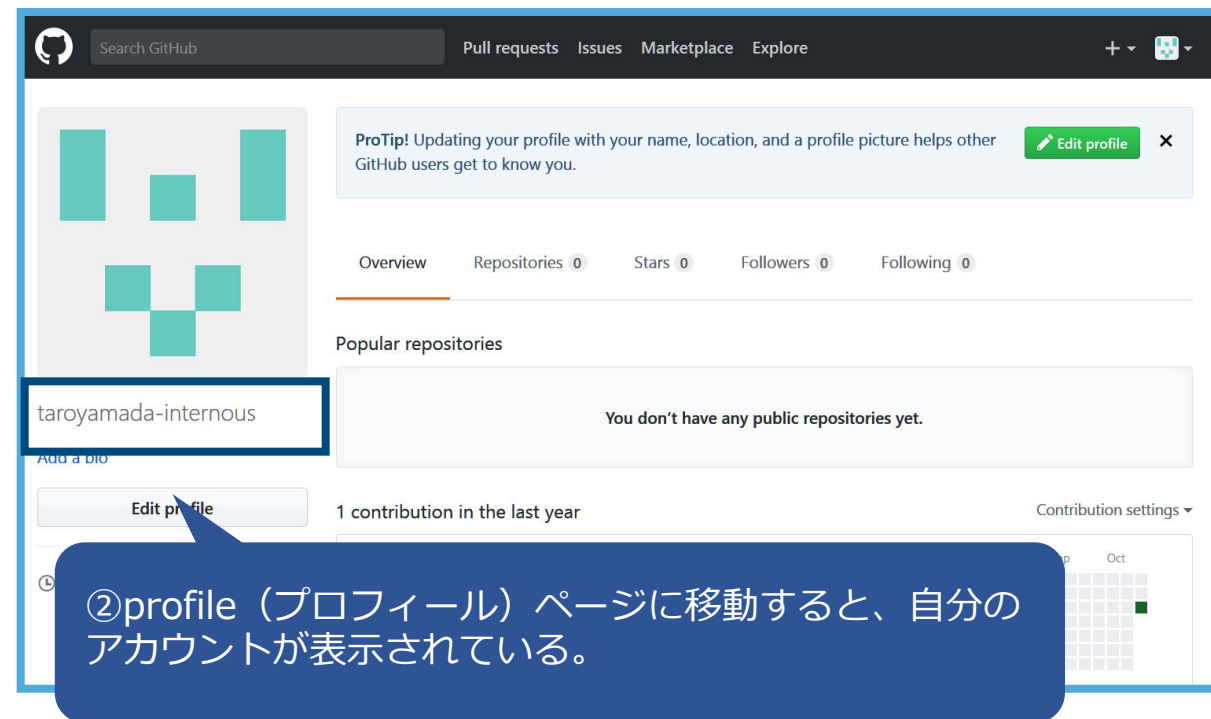 Search GitHub
Pull requests Issues Marketplace Explore
ProTip! Updating your profile with your name, location, and a profile picture helps other
GitHub users get to know you.
Edit profile
Overview Repositories 0 Stars 0 Followers 0 Following 0
Popular repositories
You don't have any public repositories yet.
taroyamada-internous
Add a bio
Edit profile
1 contribution in the last year
Contribution settings
Oct
②profile（プロフィール）ページに移動すると、自分の
アカウントが表示されている。